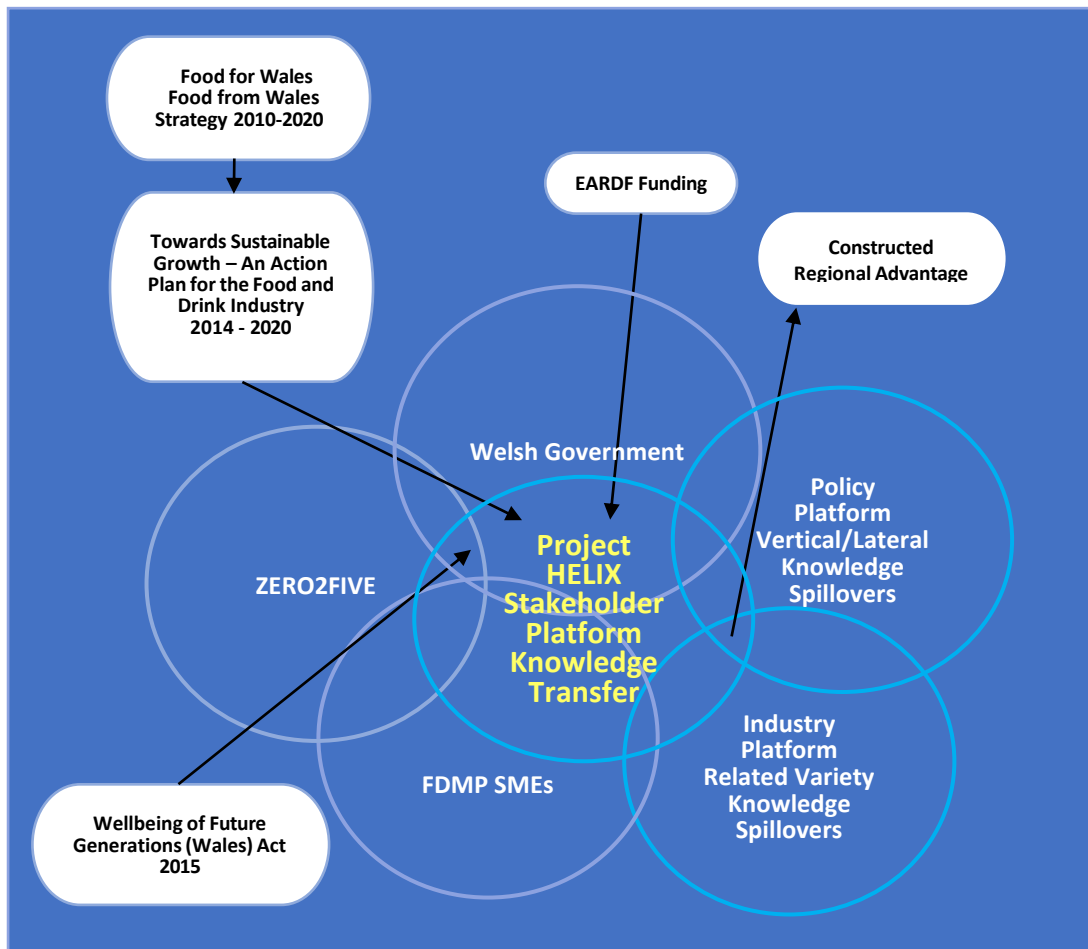 Food for Wales
Food from Wales
Strategy 2010-2020
EARDF Funding
Towards Sustainable
Growth – An Action
Plan for the Food and
Drink Industry
2014 - 2020
Constructed
Regional Advantage
Welsh Government
Policy
Platform
Vertical/Lateral
Knowledge
Spillovers
ZERO2FIVE
Project
HELIX
Stakeholder
Platform
Knowledge
Transfer
Industry
Platform
Related Variety
Knowledge
Spillovers
FDMP SMEs
Wellbeing of Future
Generations (Wales) Act
2015